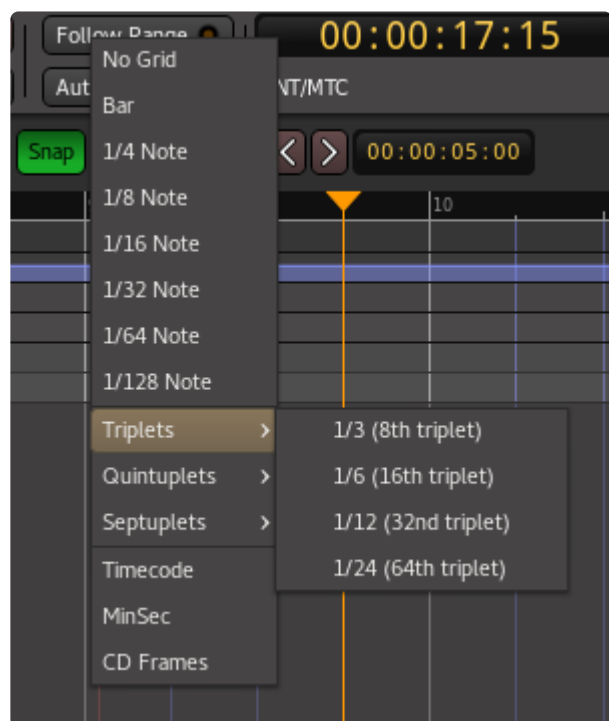 Follow Range
00:00:17:15
No Grid
Aut
NT/MTC
Bar
Snap
1/4 Note
<
>
00:00:05:00
1/8 Note
10
1/16 Note
1/32 Note
1/64 Note
1/128 Note
Triplets >
1/3 (8th triplet)
Quintuplets >
1/6 (16th triplet)
Septuplets >
1/12 (32nd triplet)
Timecode
1/24 (64th triplet)
MinSec
CD Frames